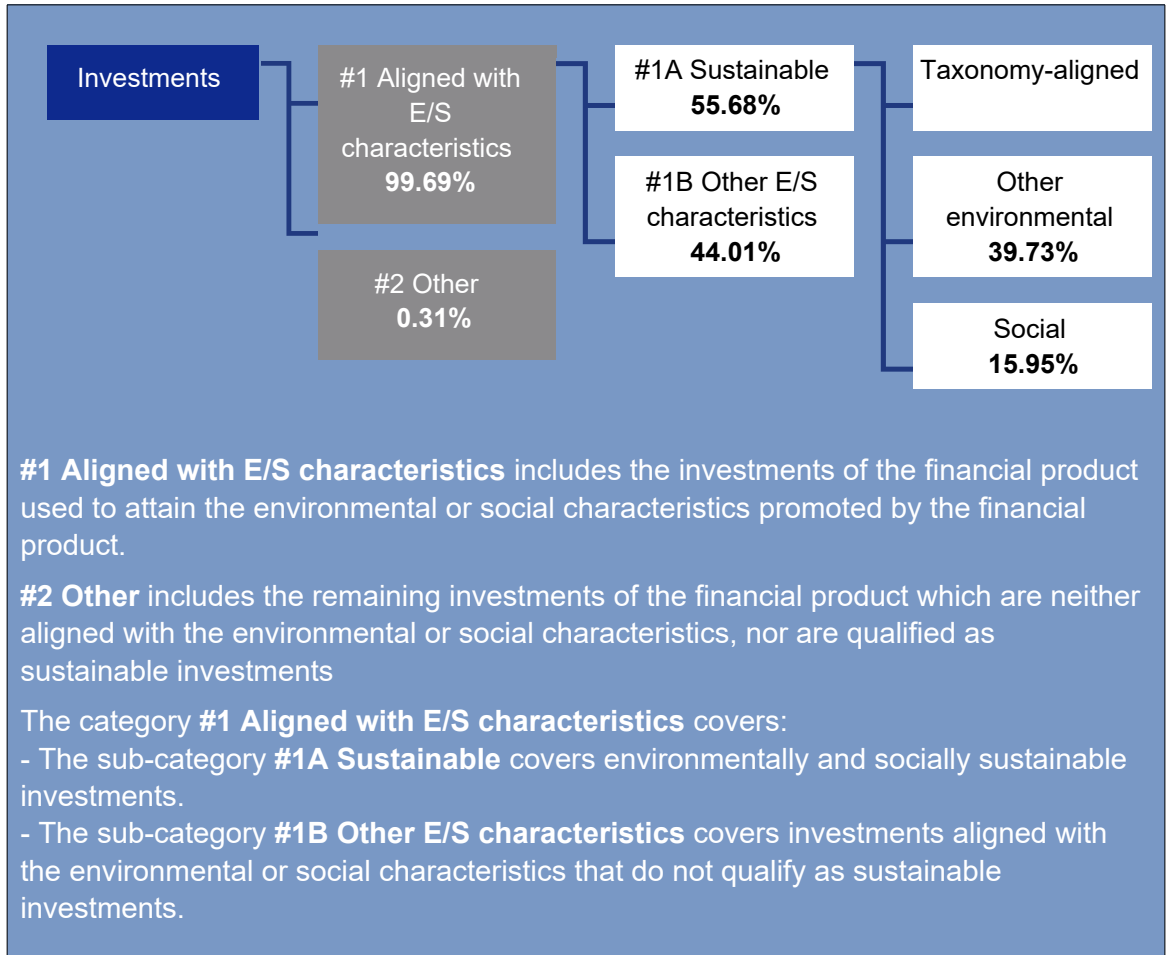 Investments
#1 Aligned with
E/S
characteristics
99.69%
#2 Other
0.31%
#1A Sustainable
55.68%
#1B Other E/S
characteristics
44.01%
Taxonomy-aligned
Other
environmental
39.73%
Social
15.95%
#1 Aligned with E/S characteristics includes the investments of the financial product
used to attain the environmental or social characteristics promoted by the financial
product.
#2 Other includes the remaining investments of the financial product which are neither
aligned with the environmental or social characteristics, nor are qualified as
sustainable investments
The category #1 Aligned with E/S characteristics covers:
- The sub-category #1A Sustainable covers environmentally and socially sustainable
investments.
- The sub-category #1B Other E/S characteristics covers investments aligned with
the environmental or social characteristics that do not qualify as sustainable
investments.